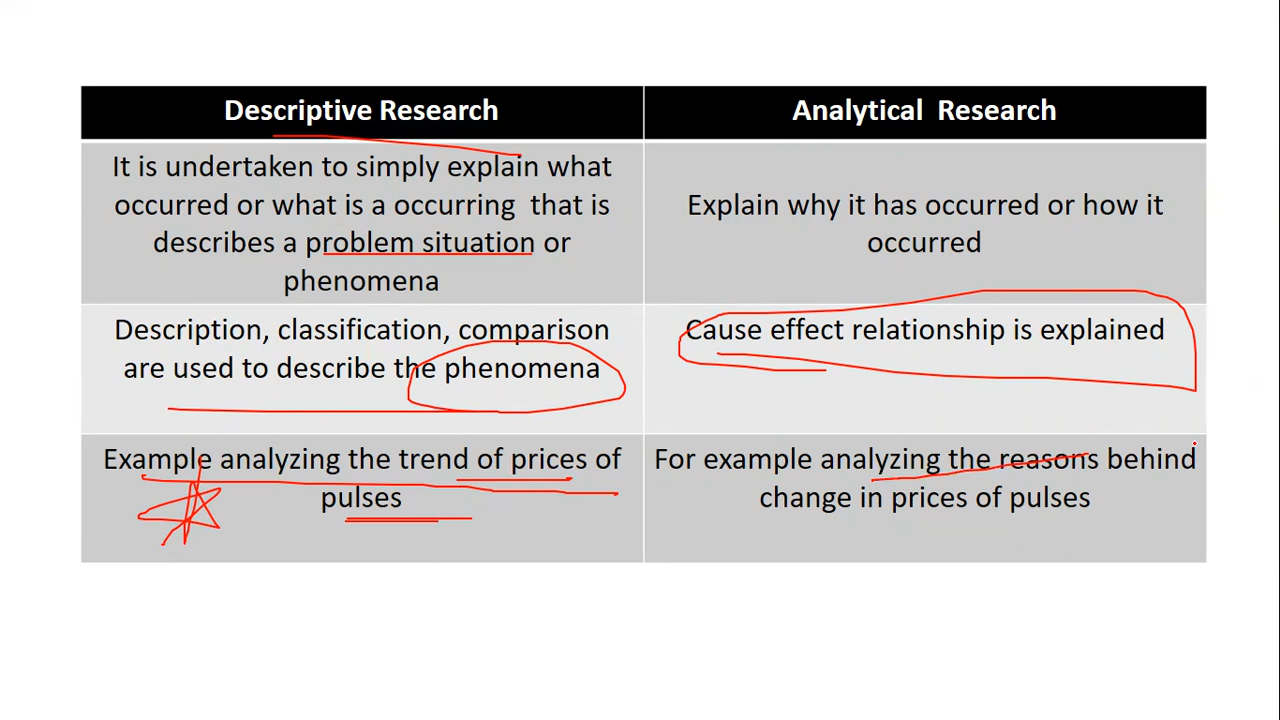 Descriptive Research
Analytical Research
It is undertaken to simply explain what
occurred or what is a occurring that is
describes a problem situation or
phenomena
Explain why it has occurred or how it
occurred
Description, classification, comparison
are used to describe the phenomena
Cause effect relationship is explained
Example analyzing the trend of prices of
pulses
For example analyzing the reasons behind
change in prices of pulses